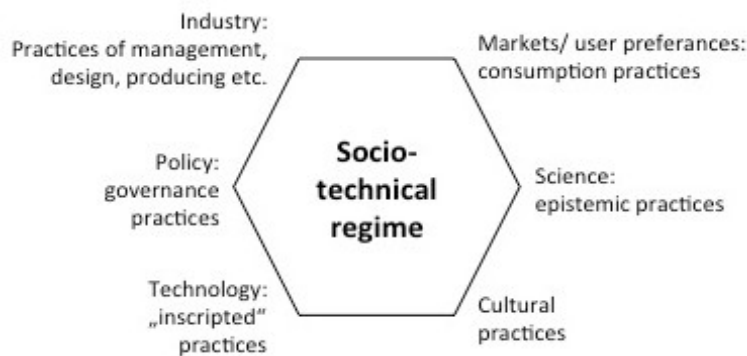 Industry:
Practices of management,
design, producing etc.
Markets/ user preferances:
consumption practices
Policy:
governance
practices
Socio-
technical
regime
Science:
epistemic practices
Technology:
„inscripted“
practices
Cultural
practices